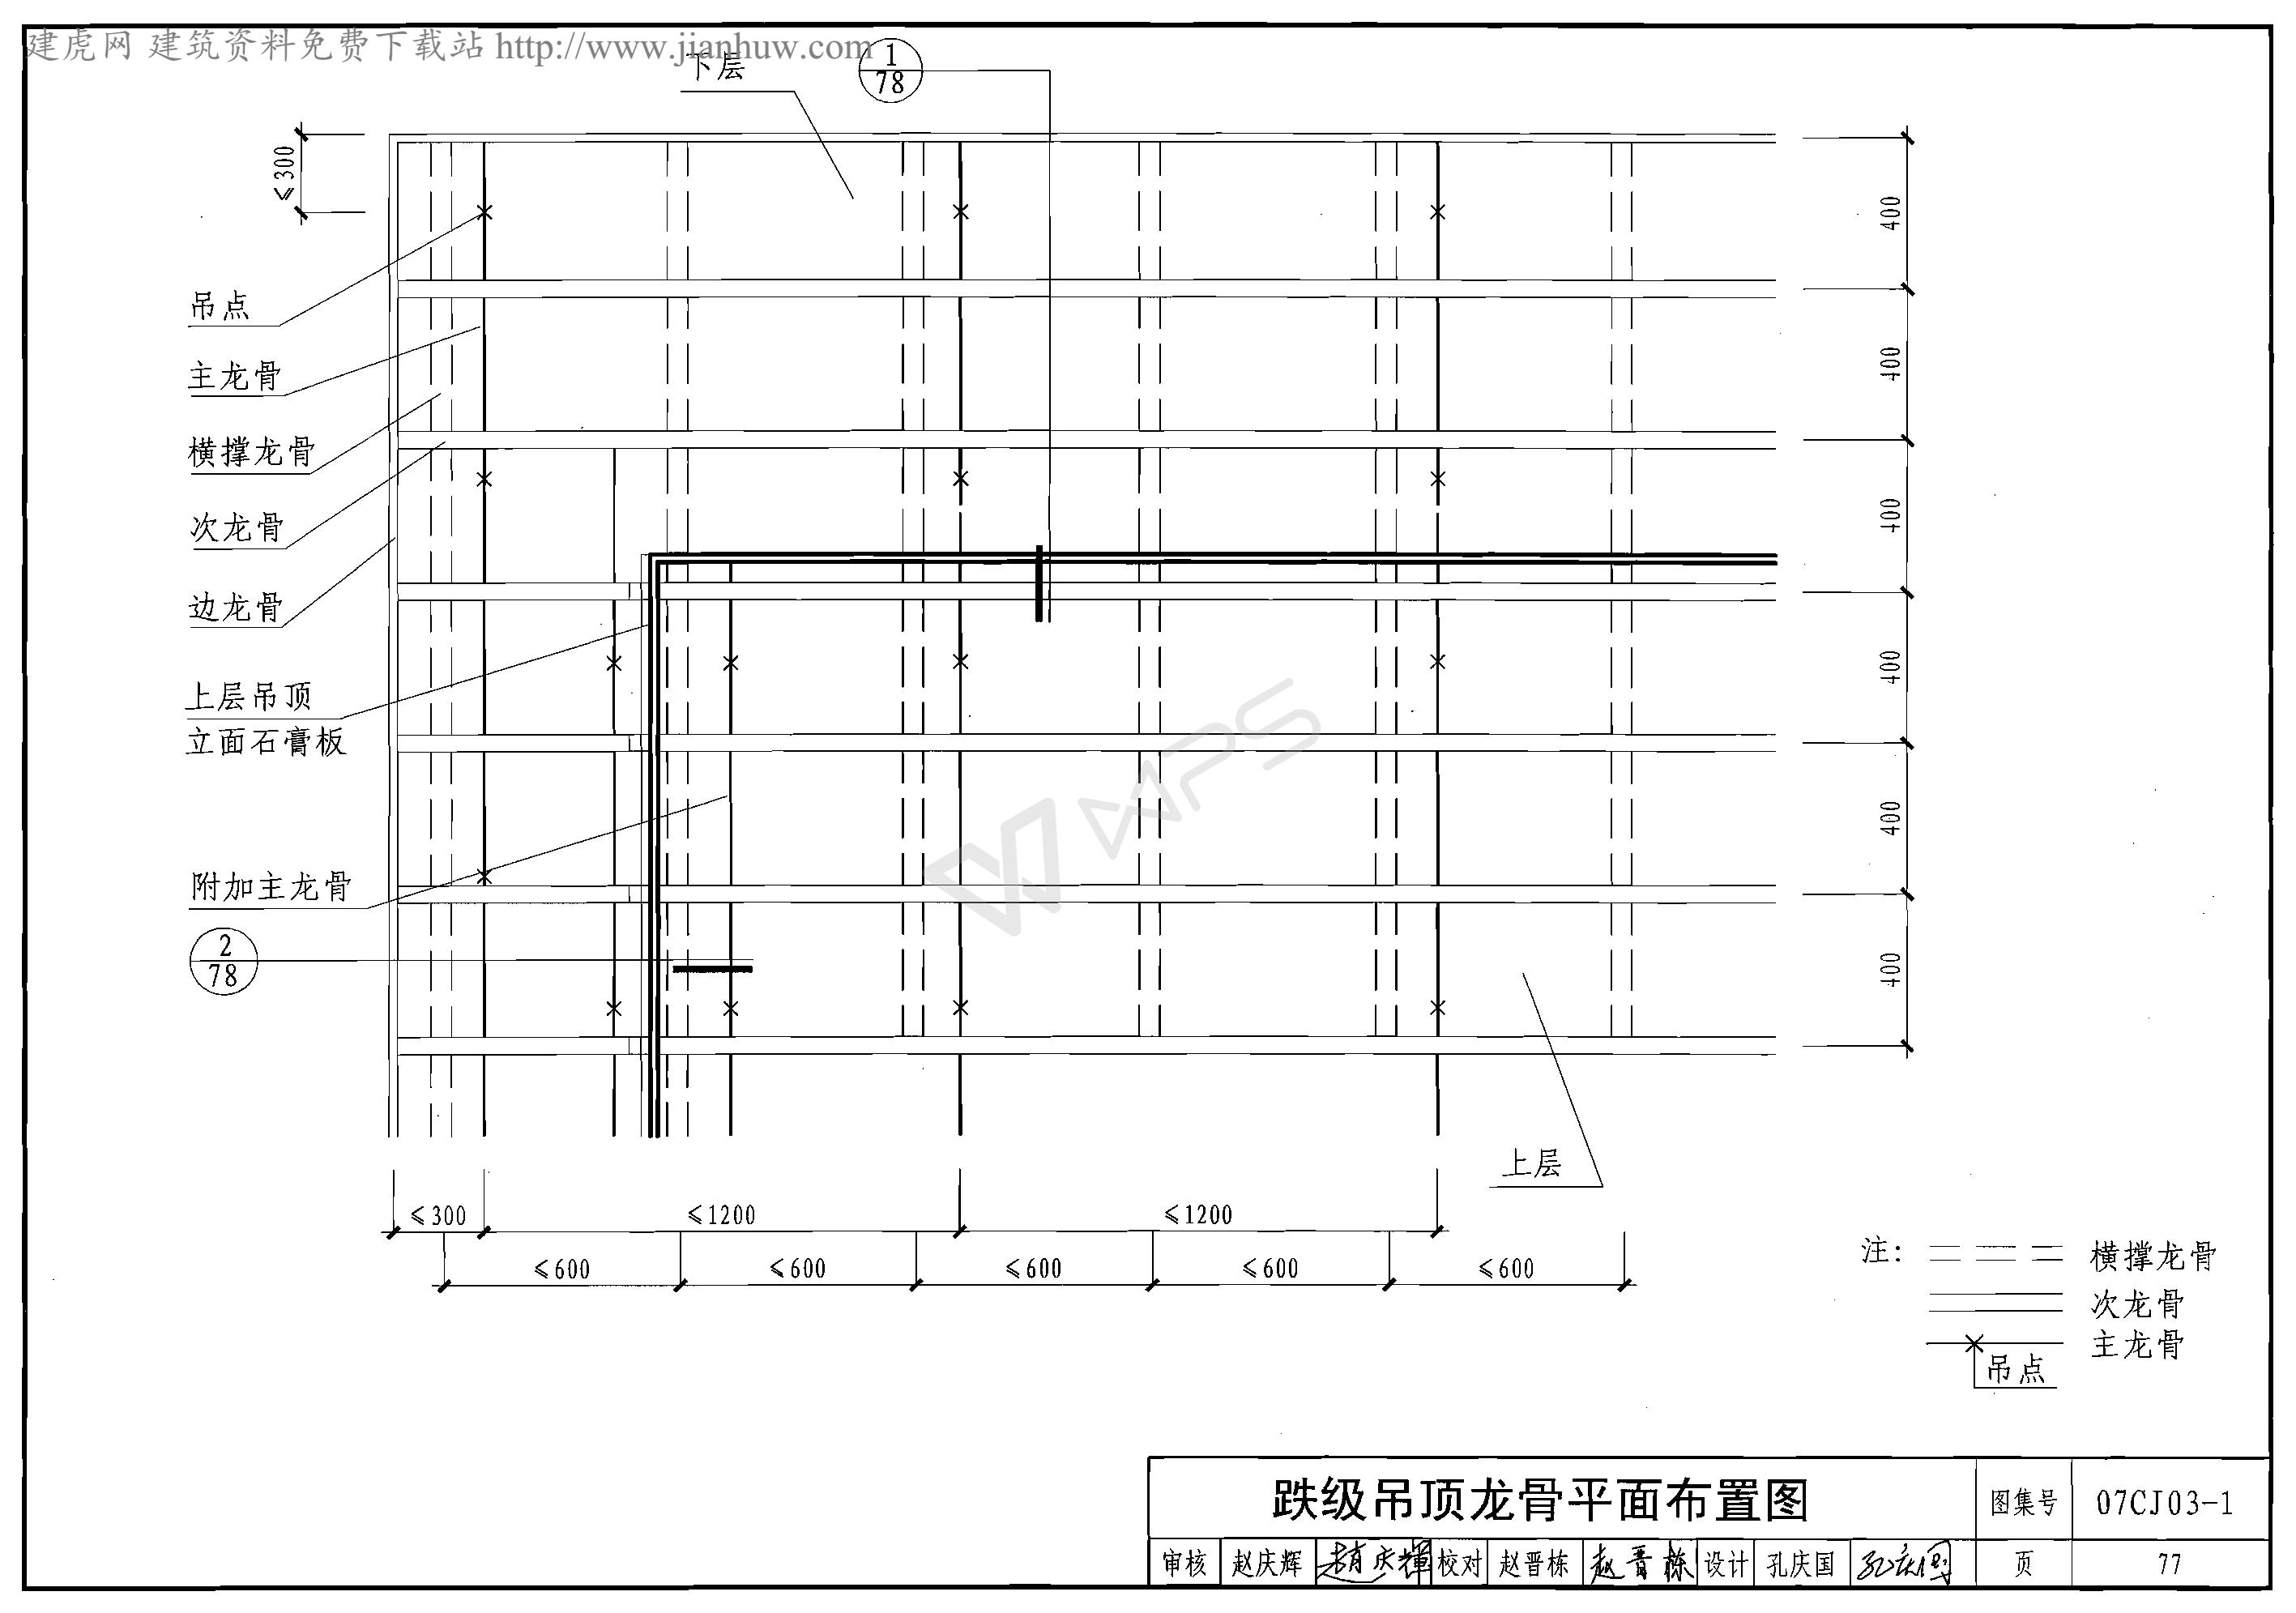 建虎网 建筑资料免费下载站 http://www.jianhuw.com
下层
1
78
≤300
吊点
主龙骨
横撑龙骨
次龙骨
边龙骨
上层吊顶
立面石膏板
附加主龙骨
2
78
400
400
400
400
400
400
WPS
上层
≤300
≤1200
≤1200
≤600
≤600
≤600
≤600
≤600
注：
横撑龙骨
次龙骨
主龙骨
吊点
跌级吊顶龙骨平面布置图
图集号
07CJ03-1
审核 赵庆辉 赵庆辉 校对 赵晋栋 赵晋栋 设计 孔庆国 孔庆国
页
77